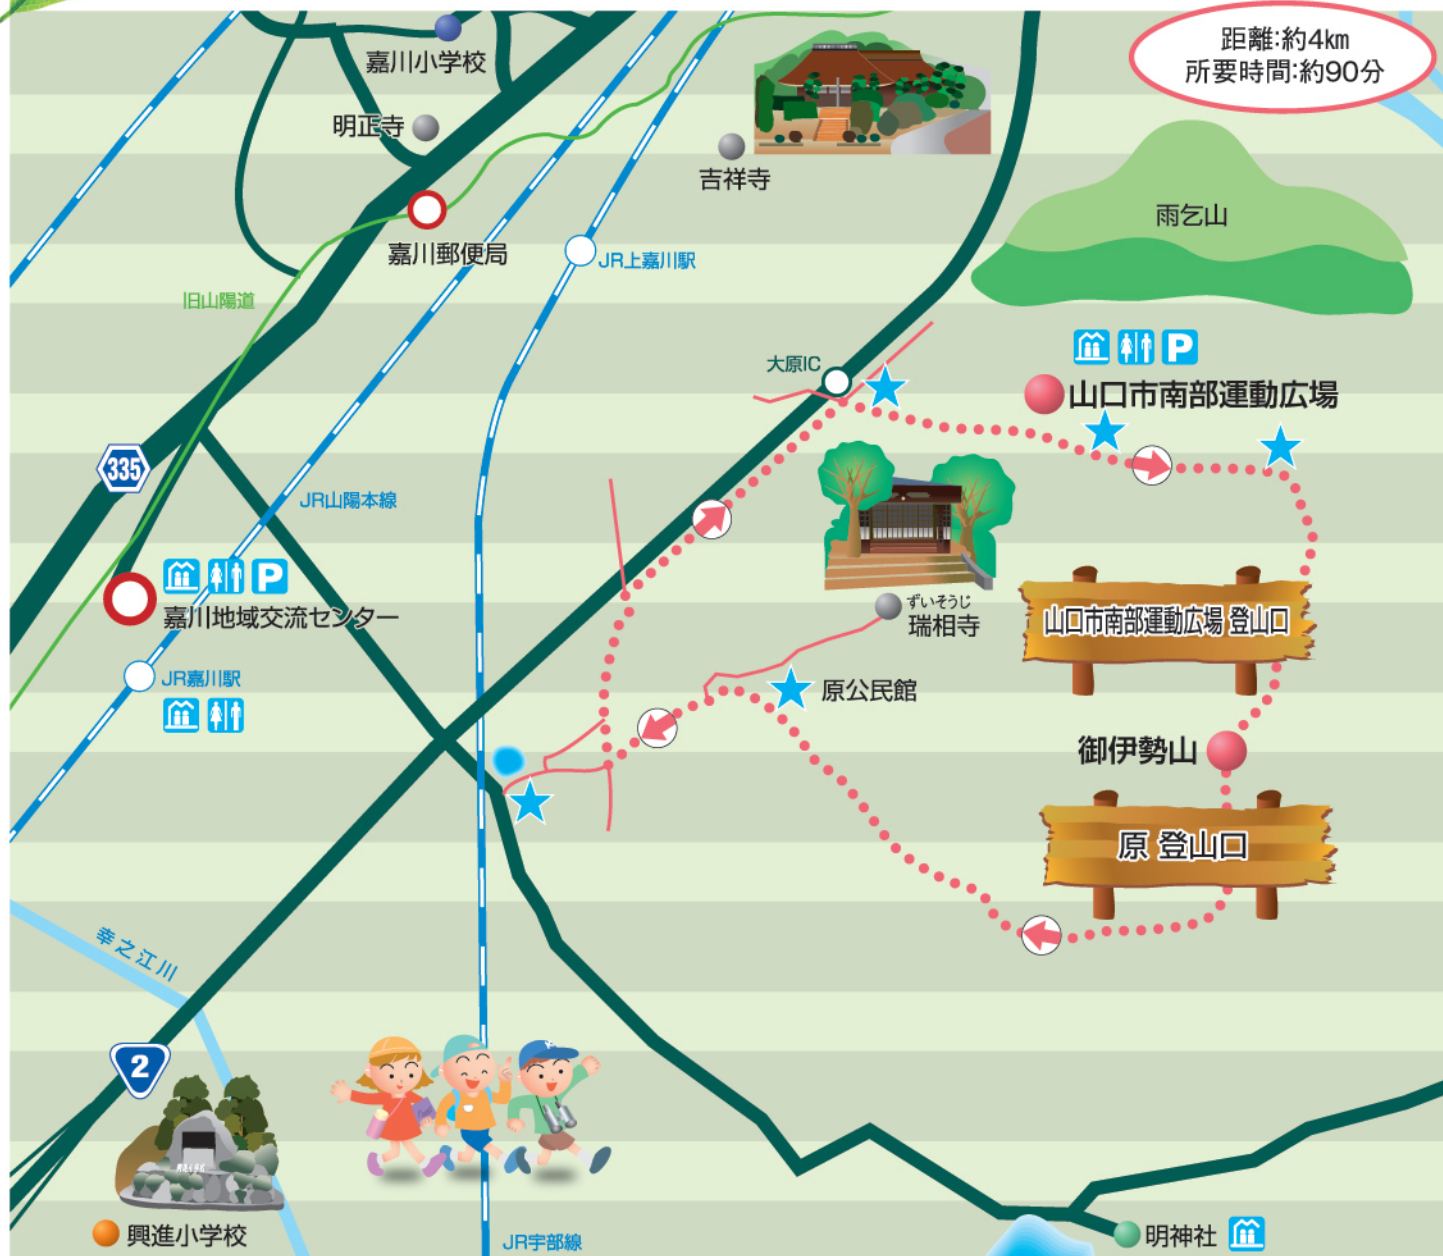 距離:約4km
所要時間:約90分
嘉川小学校
明正寺
吉祥寺
雨乞山
嘉川郵便局
JR上嘉川駅
旧山陽道
大原IC
山口市南部運動広場
P
335
JR山陽本線
P
嘉川地域交流センター
ずいそうじ
瑞相寺
山口市南部運動広場 登山口
JR嘉川駅
原公民館
御伊勢山
原 登山口
幸之江川
2
興進小学校
JR宇部線
明神社